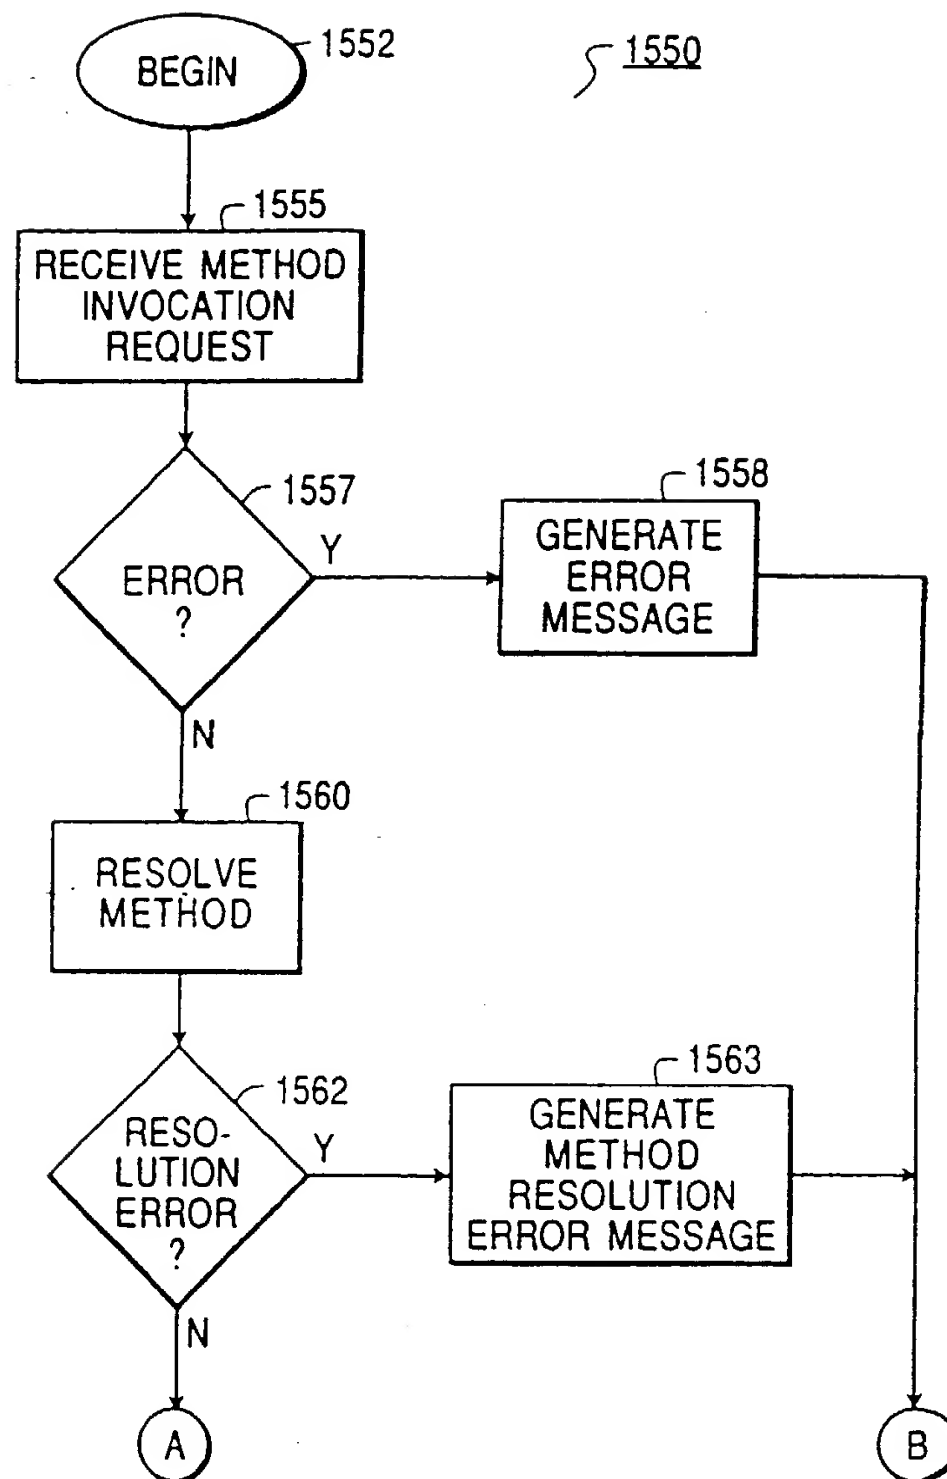 1552
BEGIN
1550
1555
RECEIVE METHOD
INVOCATION
REQUEST
1557
ERROR
?
Y
N
1558
GENERATE
ERROR
MESSAGE
1560
RESOLVE
METHOD
1562
RESO-
LUTION
ERROR
?
Y
N
1563
GENERATE
METHOD
RESOLUTION
ERROR MESSAGE
A
B